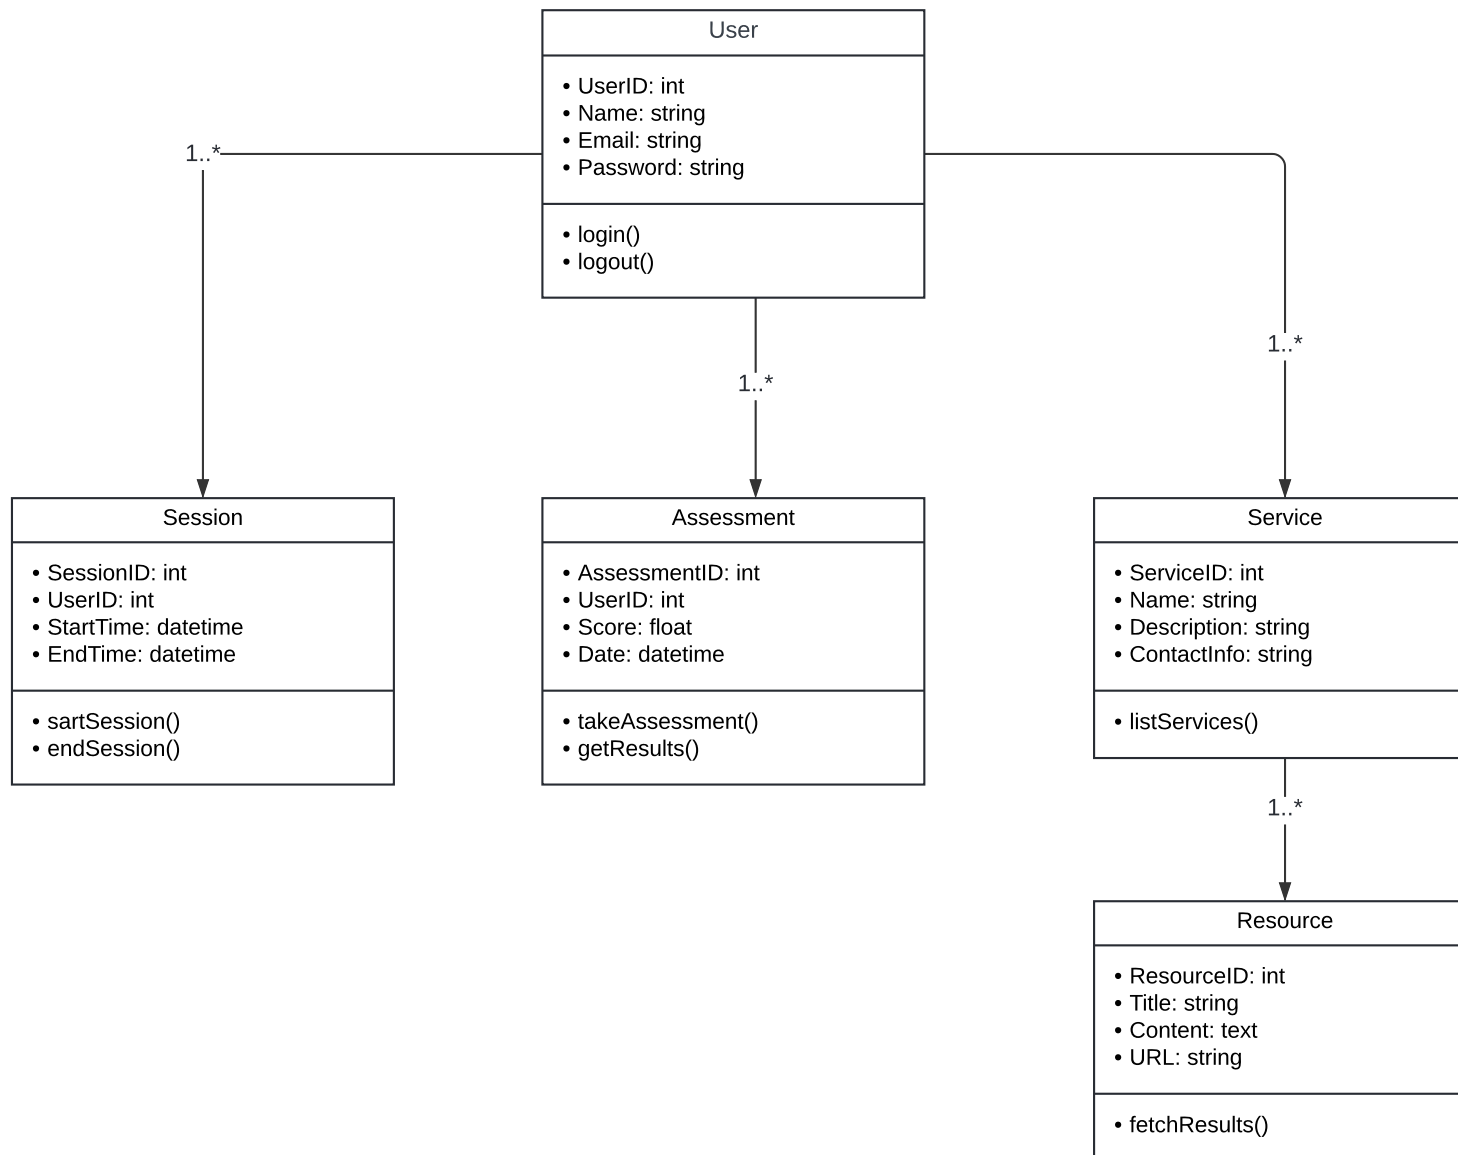 User
• UserID: int
• Name: string
• Email: string
• Password: string
• login()
• logout()
1..*
1..*
1..*
Session
• SessionID: int
• UserID: int
• StartTime: datetime
• EndTime: datetime
• sartSession()
• endSession()
Assessment
• AssessmentID: int
• UserID: int
• Score: float
• Date: datetime
• takeAssessment()
• getResults()
Service
• ServiceID: int
• Name: string
• Description: string
• ContactInfo: string
• listServices()
1..*
Resource
• ResourceID: int
• Title: string
• Content: text
• URL: string
• fetchResults()